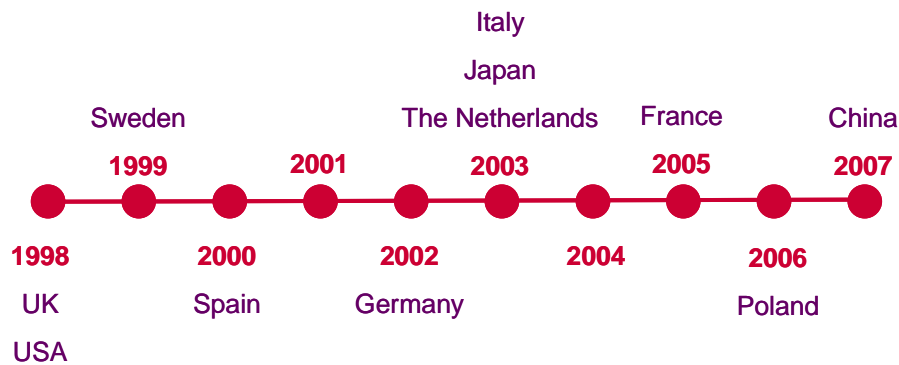 Italy
Japan
Sweden
The Netherlands
France
China
1999
2001
2003
2005
2007
1998
2000
2002
2004
2006
UK
Spain
Germany
Poland
USA